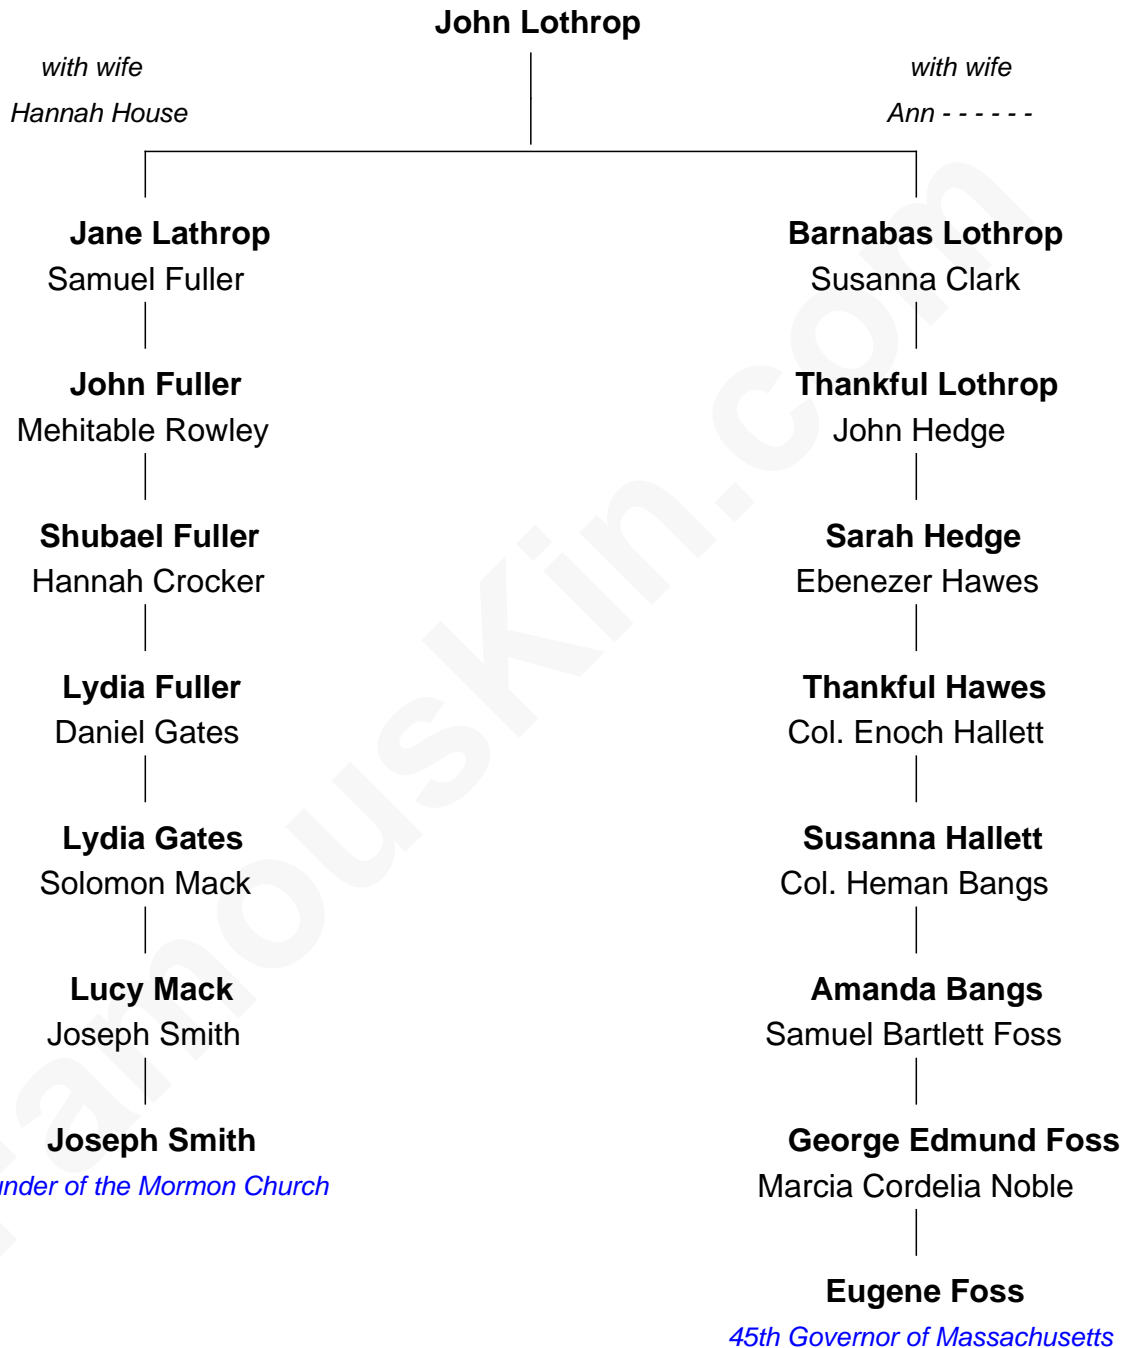 John Lothrop
with wife
Hannah House
with wife
Ann - - - - - -
Jane Lathrop
Samuel Fuller
John Fuller
Mehitable Rowley
Shubael Fuller
Hannah Crocker
Lydia Fuller
Daniel Gates
Lydia Gates
Solomon Mack
Lucy Mack
Joseph Smith
Joseph Smith
under of the Mormon Church
Barnabas Lothrop
Susanna Clark
Thankful Lothrop
John Hedge
Sarah Hedge
Ebenezer Hawes
Thankful Hawes
Col. Enoch Hallett
Susanna Hallett
Col. Heman Bangs
Amanda Bangs
Samuel Bartlett Foss
George Edmund Foss
Marcia Cordelia Noble
Eugene Foss
45th Governor of Massachusetts
FamousKin.com